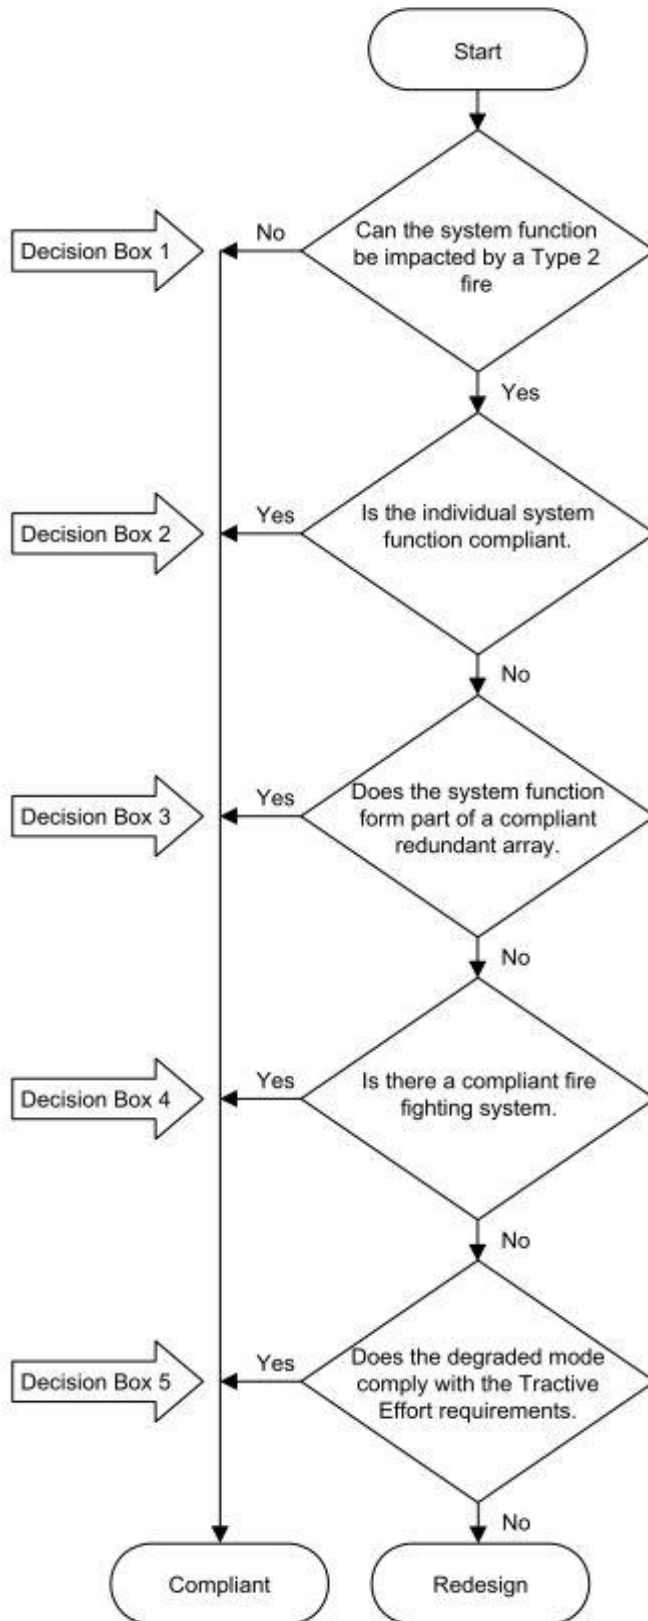 Start
Can the system function
be impacted by a Type 2
fire
No
Decision Box 1
Yes
Is the individual system
function compliant.
Yes
Decision Box 2
No
Does the system function
form part of a compliant
redundant array.
Yes
Decision Box 3
No
Is there a compliant fire
fighting system.
Yes
Decision Box 4
No
Does the degraded mode
comply with the Tractive
Effort requirements.
Yes
Decision Box 5
No
Compliant
Redesign